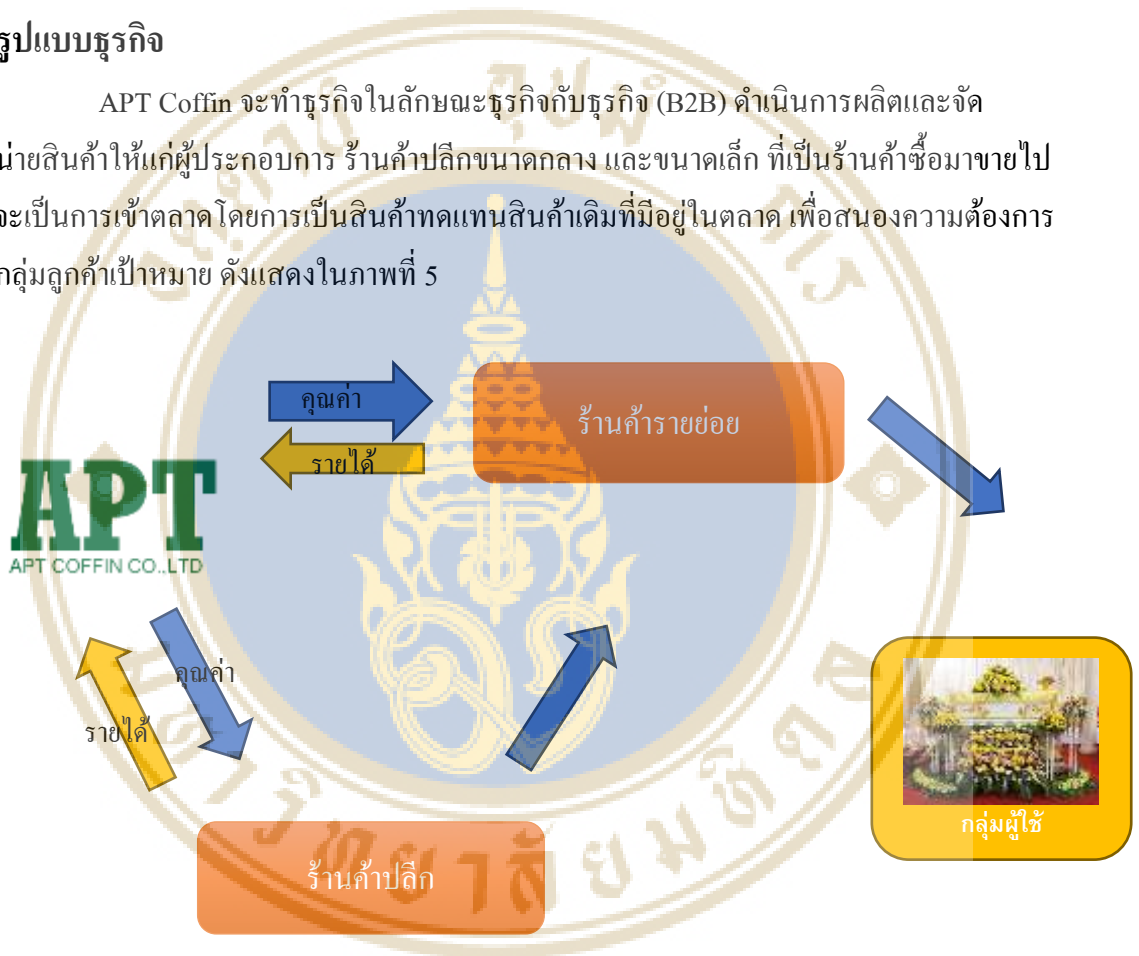 รูปแบบธุรกิจ
APT Coffin จะทำธุรกิจในลักษณะธุรกิจกับธุรกิจ (B2B) ดำเนินการผลิตและจัด
น่ายสินค้าให้แก่ผู้ประกอบการ ร้านค้าปลีกขนาดกลาง และขนาดเล็ก ที่เป็นร้านค้าซื้อมาขายไป
จะเป็นการเข้าตลาดโดยการเป็นสินค้าทดแทนสินค้าเดิมที่มีอยู่ในตลาด เพื่อสนองความต้องการ
กลุ่มลูกค้าเป้าหมาย ดังแสดงในภาพที่ 5
คุณค่า
ร้านค้ารายย่อย
รายได้
APT
APT COFFIN CO.,LTD
คุณค่า
รายได้
กลุ่มผู้ใช้
ร้านค้าปลีก
มหาวิทยาลัยมหิดล